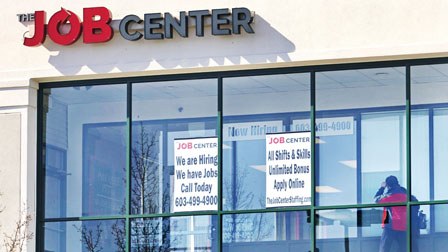 THE JOB CENTER
Now Hiring 603-499-4900
JOB CENTER
We are Hiring
We have Jobs
Call Today
603-499-4900
JOB CENTER
All Shifts & Skills
Unlimited Bonus
Apply Online
TheJobCenterStaffing.com